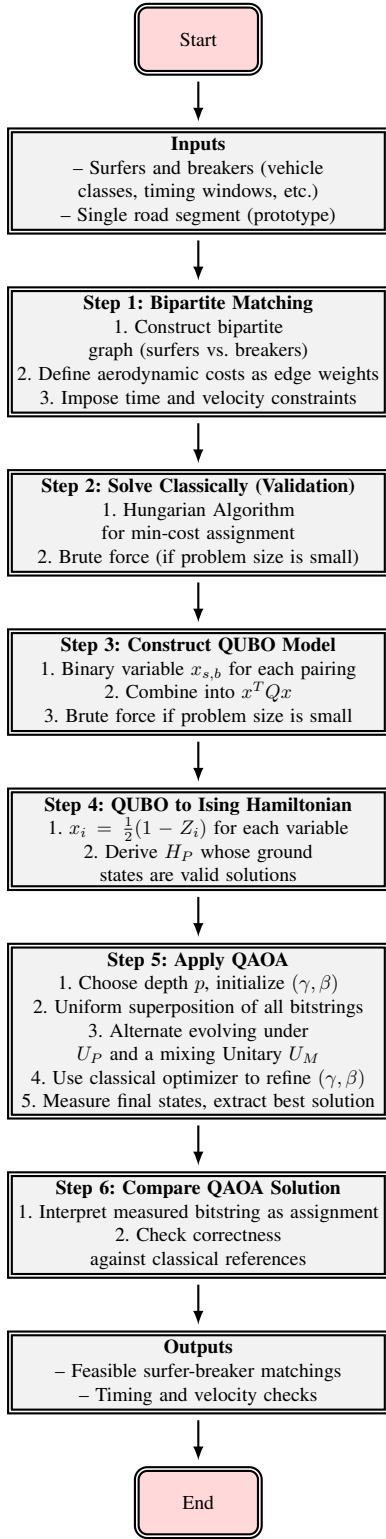 Start
Inputs
– Surfers and breakers (vehicle
classes, timing windows, etc.)
– Single road segment (prototype)
Step 1: Bipartite Matching
1. Construct bipartite
graph (surfers vs. breakers)
2. Define aerodynamic costs as edge weights
3. Impose time and velocity constraints
Step 2: Solve Classically (Validation)
1. Hungarian Algorithm
for min-cost assignment
2. Brute force (if problem size is small)
Step 3: Construct QUBO Model
1. Binary variable $x_{s,b}$ for each pairing
2. Combine into $x^T Q x$
3. Brute force if problem size is small
Step 4: QUBO to Ising Hamiltonian
1. $x_i = \frac{1}{2}(1 - Z_i)$ for each variable
2. Derive $H_P$ whose ground
states are valid solutions
Step 5: Apply QAOA
1. Choose depth $p$, initialize $(\gamma, \beta)$
2. Uniform superposition of all bitstrings
3. Alternate evolving under
$U_P$ and a mixing Unitary $U_M$
4. Use classical optimizer to refine $(\gamma, \beta)$
5. Measure final states, extract best solution
Step 6: Compare QAOA Solution
1. Interpret measured bitstring as assignment
2. Check correctness
against classical references
Outputs
– Feasible surfer-breaker matchings
– Timing and velocity checks
End